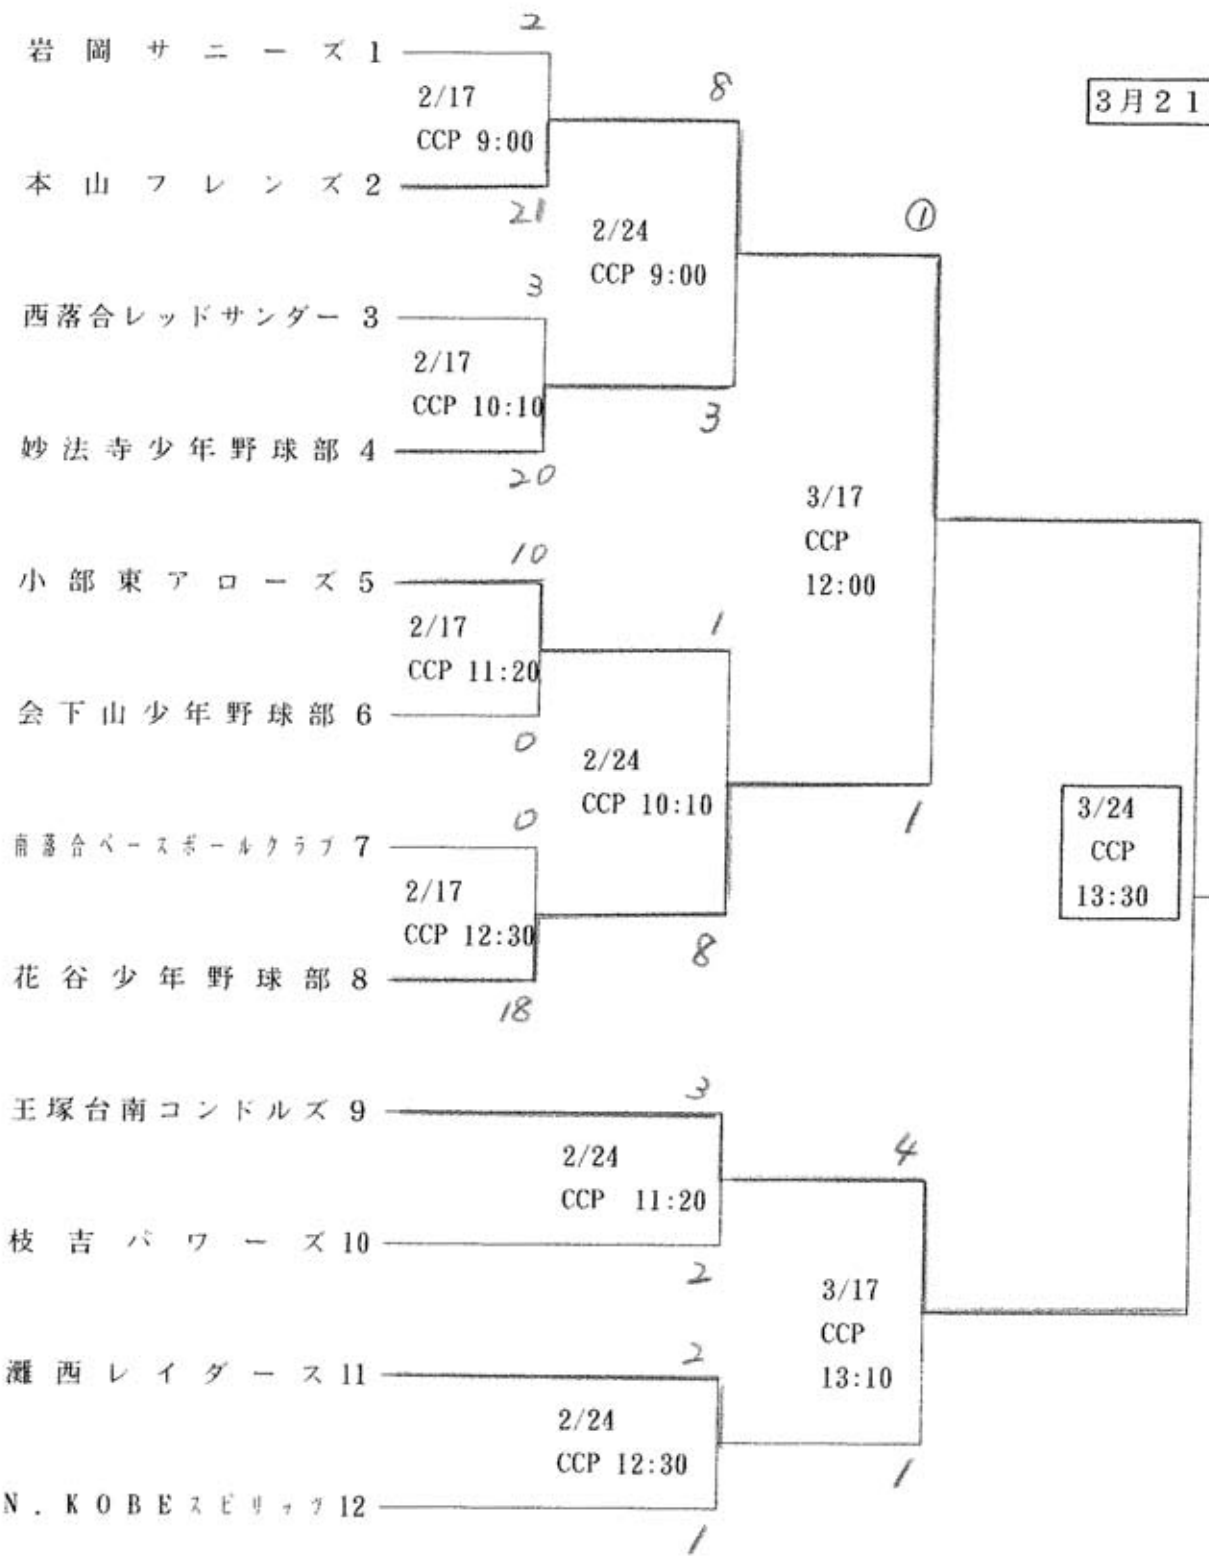 2
岩岡サニーズ 1
2/17
CCP 9:00
8
3月21
本山フレンズ 2
21
2/24
CCP 9:00
①
3
西落合レッドサンダー 3
2/17
CCP 10:10
3
妙法寺少年野球部 4
20
3/17
CCP
12:00
10
小部東アローズ 5
2/17
CCP 11:20
1
会下山少年野球部 6
0
2/24
CCP 10:10
0
南落合ベースボールクラブ 7
2/17
CCP 12:30
1
3/24
CCP
13:30
8
花谷少年野球部 8
18
3
王塚台南コンドルズ 9
2/24
CCP 11:20
4
枝吉パワーズ 10
2
3/17
CCP
13:10
2
灘西レイダース 11
2/24
CCP 12:30
1
N.KOBEスピリッツ 12
1